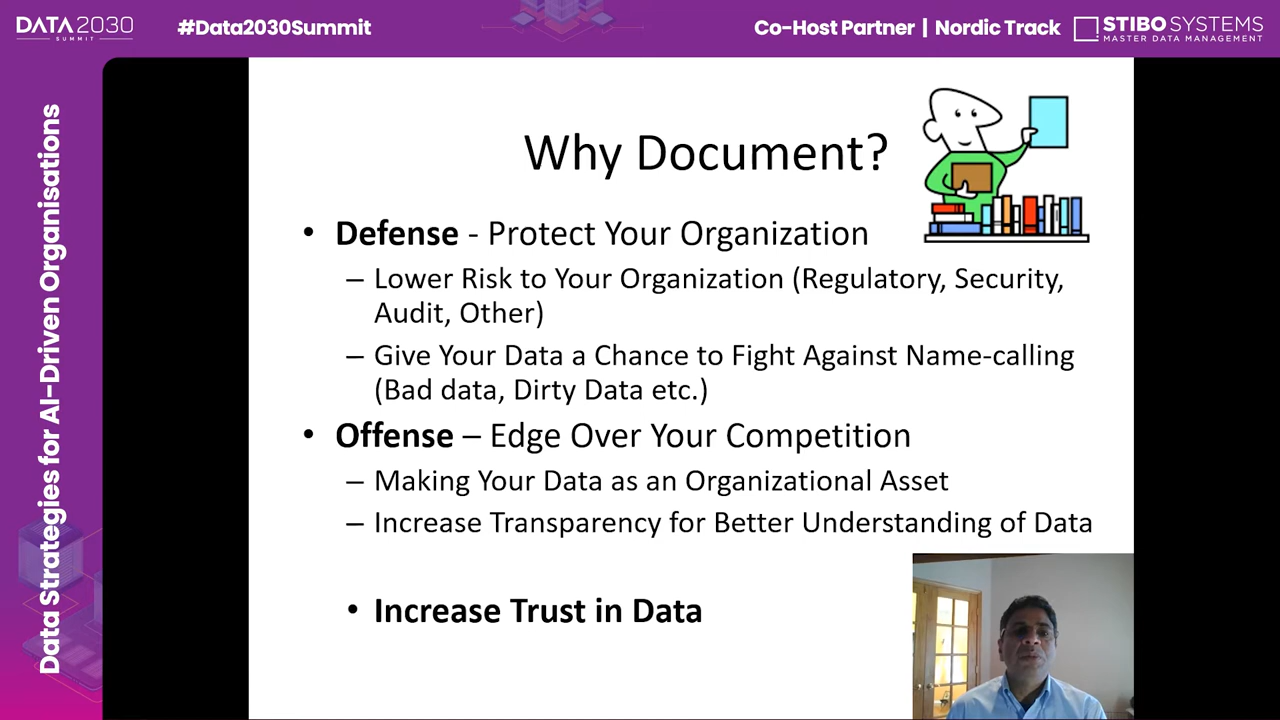 DATA2030
SUMMIT
#Data2030Summit
Co-Host Partner | Nordic Track
STIBO SYSTEMS
MASTER DATA MANAGEMENT
Data Strategies for AI-Driven Organisations
Why Document?
• Defense - Protect Your Organization
– Lower Risk to Your Organization (Regulatory, Security,
Audit, Other)
– Give Your Data a Chance to Fight Against Name-calling
(Bad data, Dirty Data etc.)
• Offense – Edge Over Your Competition
– Making Your Data as an Organizational Asset
– Increase Transparency for Better Understanding of Data
• Increase Trust in Data